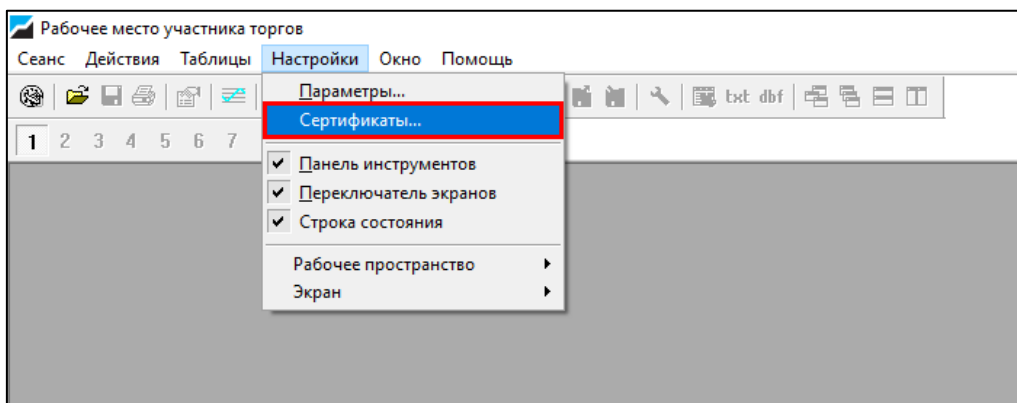 Рабочее место участника торгов
Сеанс Действия Таблицы Настройки Окно Помощь
txt dbf
1 2 3 4 5 6 7
Параметры...
Сертификаты...
Панель инструментов
Переключатель экранов
Строка состояния
Рабочее пространство
Экран